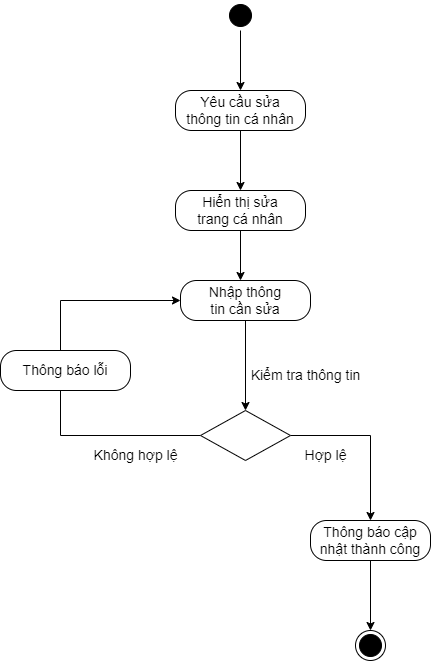 Yêu cầu sửa
thông tin cá nhân
Hiển thị sửa
trang cá nhân
Nhập thông
tin cần sửa
Thông báo lỗi
Kiểm tra thông tin
Không hợp lệ
Hợp lệ
Thông báo cập
nhật thành công